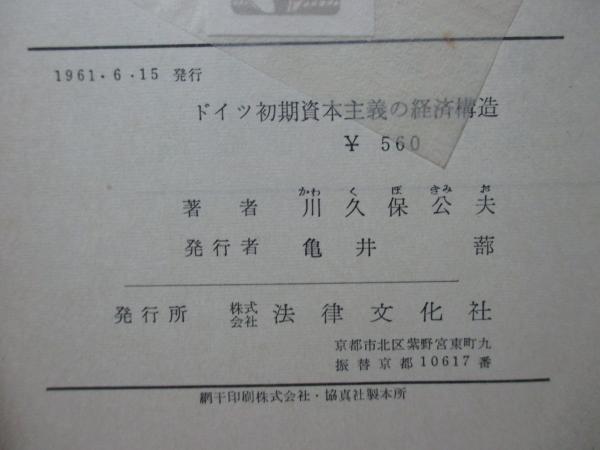 1961・6・15 発行
ドイツ初期資本主義の経済構造
¥ 560
かわ く ぼ きみ お
著者 川久保公夫
発行者 亀井蔀
発行所 株式会社 法律文化社
京都市北区紫野宮東町九
振替京都10617番
網干印刷株式会社・協真社製本所